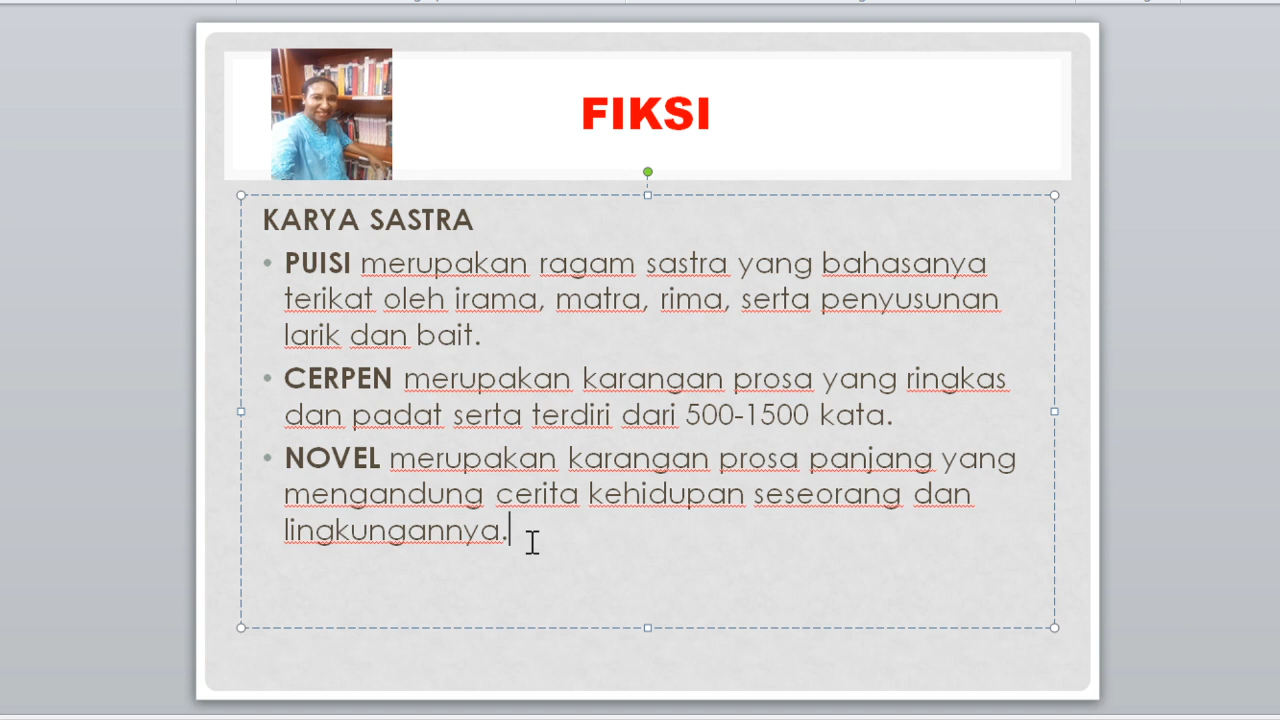 FIKSI
KARYA SASTRA
• PUISI merupakan ragam sastra yang bahasanya
terikat oleh irama, matra, rima, serta penyusunan
larik dan bait.
• CERPEN merupakan karangan prosa yang ringkas
dan padat serta terdiri dari 500-1500 kata.
• NOVEL merupakan karangan prosa panjang yang
mengandung cerita kehidupan seseorang dan
lingkungannya.